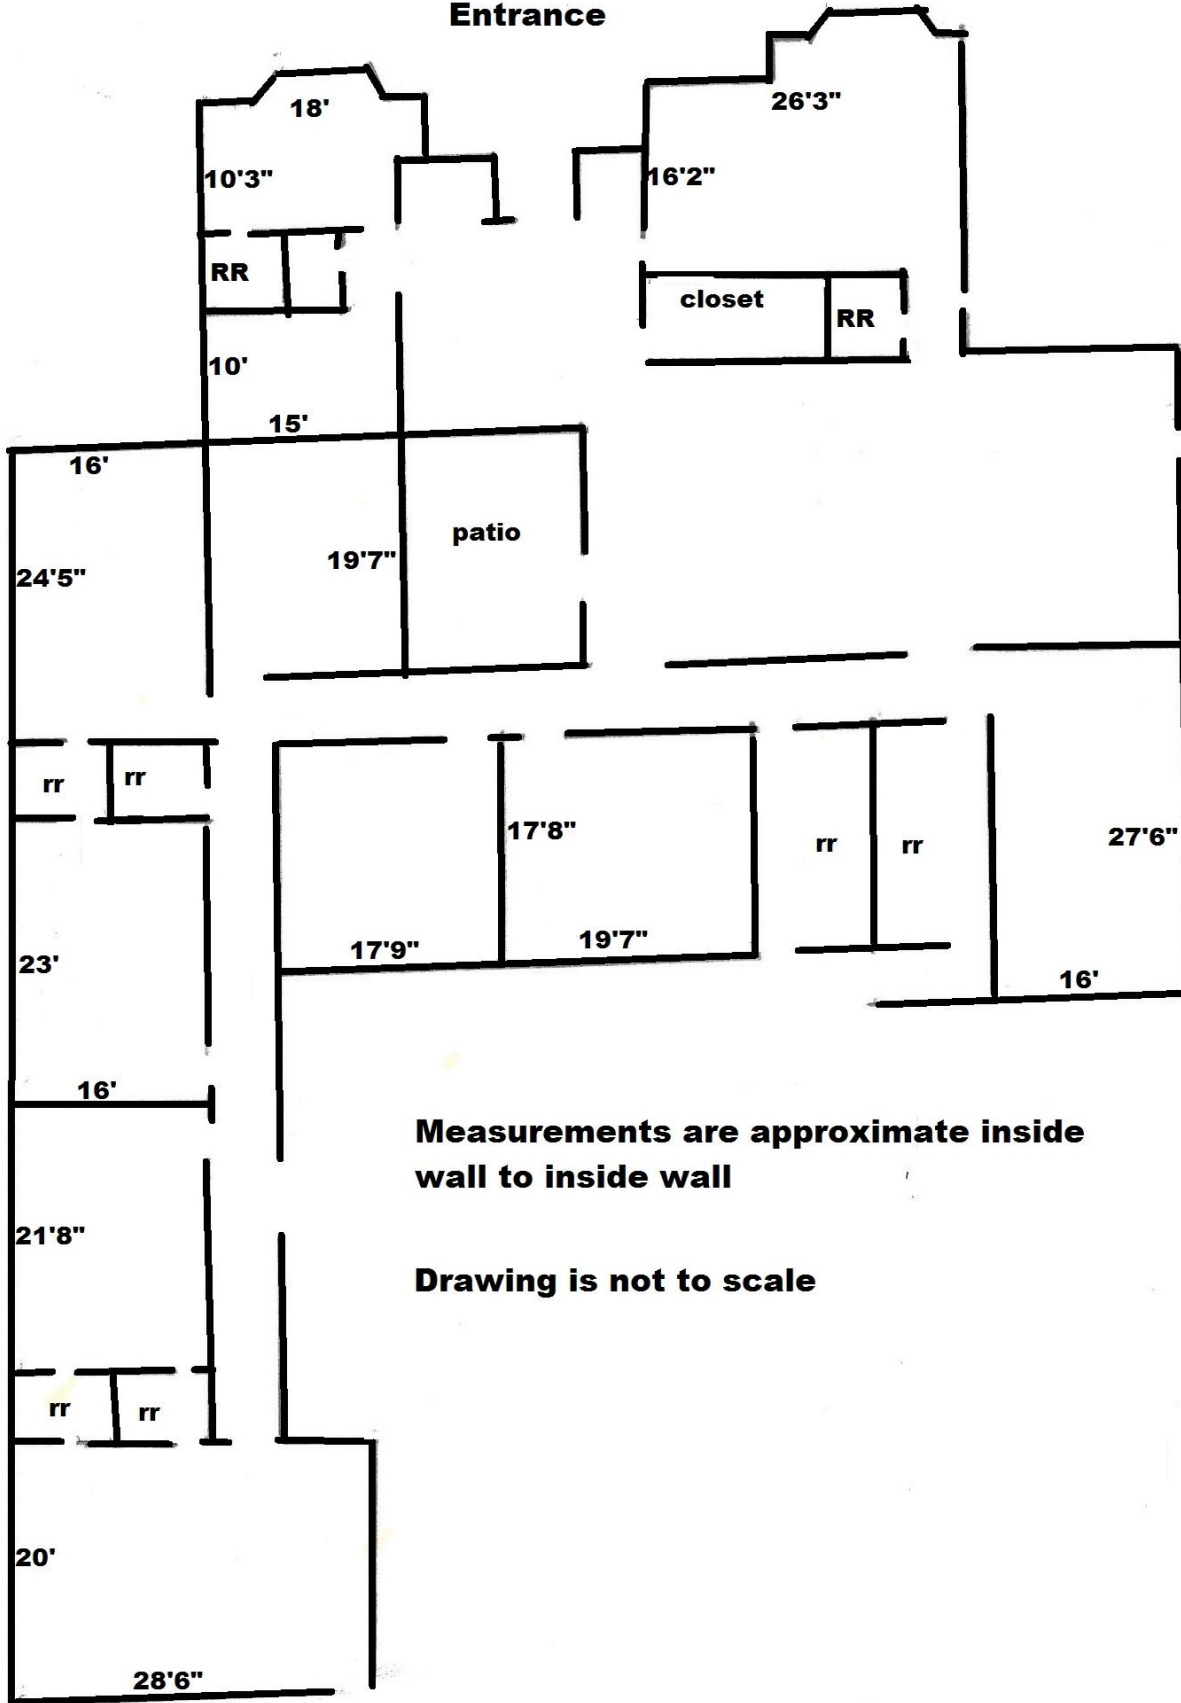 Entrance
18'
26'3"
10'3"
16'2"
RR
closet
RR
10'
15'
16'
patio
19'7"
24'5"
rr
rr
17'8"
rr
rr
27'6"
17'9"
19'7"
23'
16'
16'
Measurements are approximate inside
wall to inside wall
21'8"
Drawing is not to scale
rr
rr
20'
28'6"